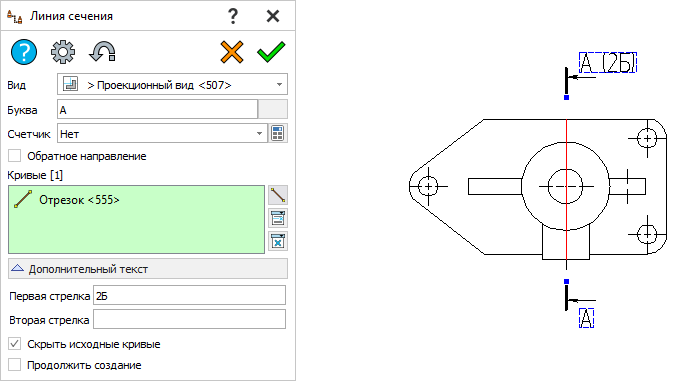 Линия сечения
Вид
> Проекционный вид <507>
Буква
А
Счетчик
Нет
Обратное направление
Кривые [1]
Отрезок <555>
Дополнительный текст
Первая стрелка
2Б
Вторая стрелка
Скрыть исходные кривые
Продолжить создание
А (2Б)
А